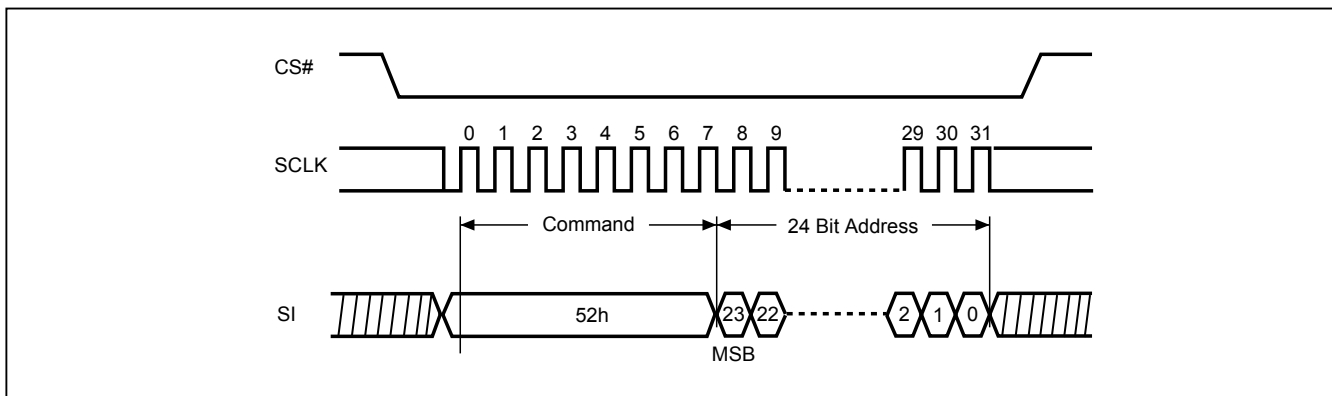 CS#
0 1 2 3 4 5 6 7 8 9 29 30 31
SCLK
Command 24 Bit Address
SI 52h 23 22 2 1 0
MSB